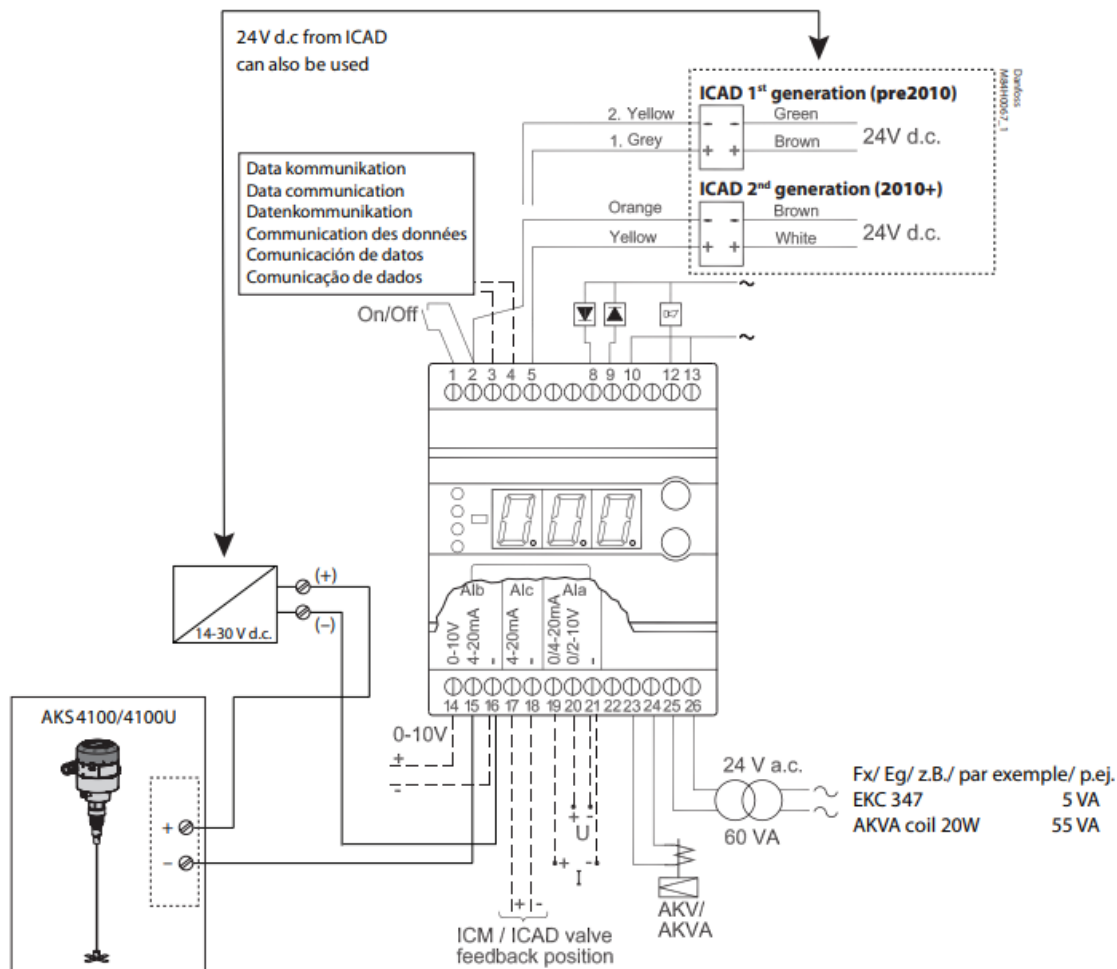 24V d.c from ICAD
can also be used
Danfoss
M84H0067_1
ICAD 1st generation (pre2010)
2. Yellow
- -
Green
1. Grey
+ +
Brown
24V d.c.
ICAD 2nd generation (2010+)
Orange
- -
Brown
Yellow
+ +
White
24V d.c.
Data kommunikation
Data communication
Datenkommunikation
Communication des données
Comunicación de datos
Comunicação de dados
On/Off
~
~
1 2 3 4 5 8 9 10 12 13
AIb AIc AIa
0-10V
4-20mA
-
4-20mA
-
0/4-20mA
0/2-10V
-
14 15 16 17 18 19 20 21 22 23 24 25 26
(+)
(-)
14-30 V d.c.
AKS 4100/4100U
+
-
0-10V
+
-
+ -
U
+ -
I
+ -
ICM / ICAD valve
feedback position
AKV/
AKVA
24 V a.c.
60 VA
~
~
Fx/ Eg/ z.B./ par exemple/ p.ej.
EKC 347 5 VA
AKVA coil 20W 55 VA